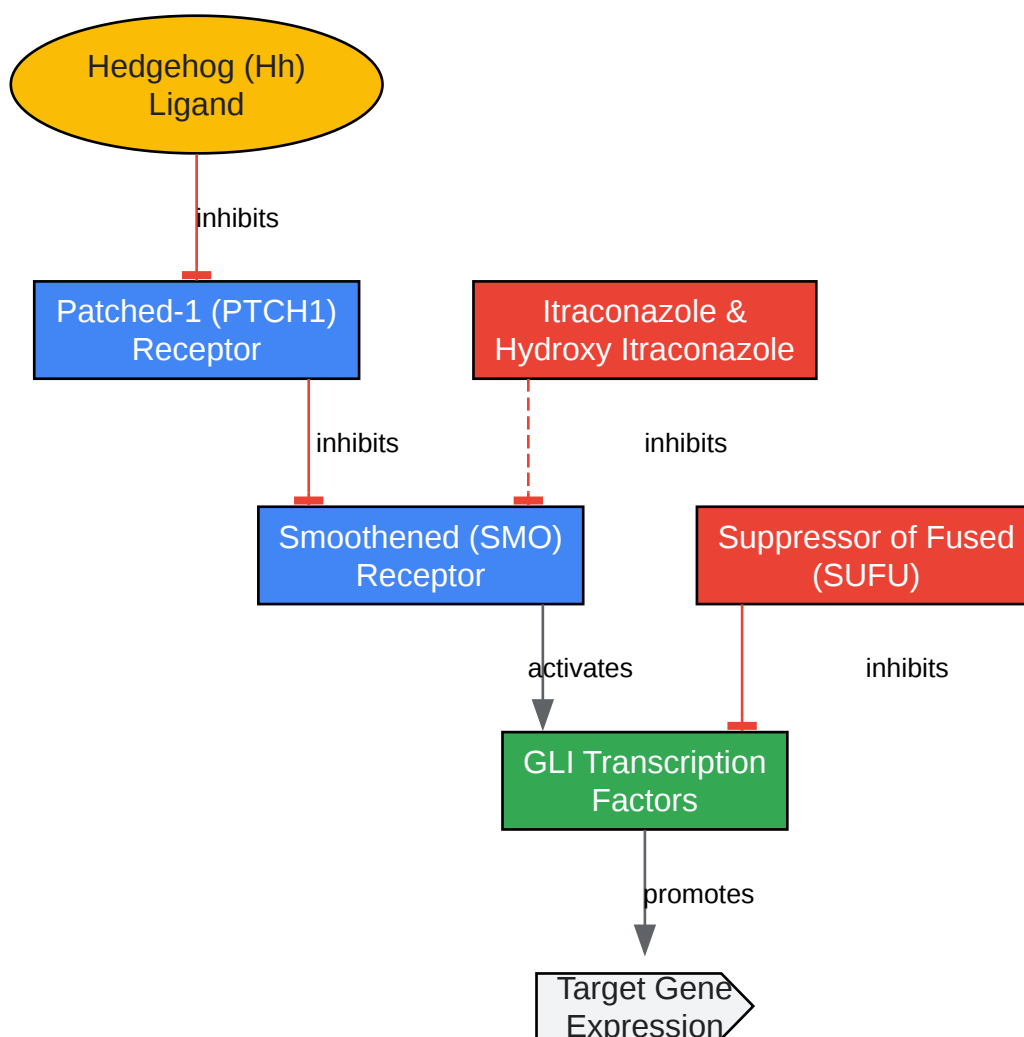 Hedgehog (Hh)
Ligand
inhibits
Patched-1 (PTCH1)
Receptor
Itraconazole &
Hydroxy Itraconazole
inhibits
inhibits
Smoothened (SMO)
Receptor
Suppressor of Fused
(SUFU)
activates
inhibits
GLI Transcription
Factors
promotes
Target Gene
Expression